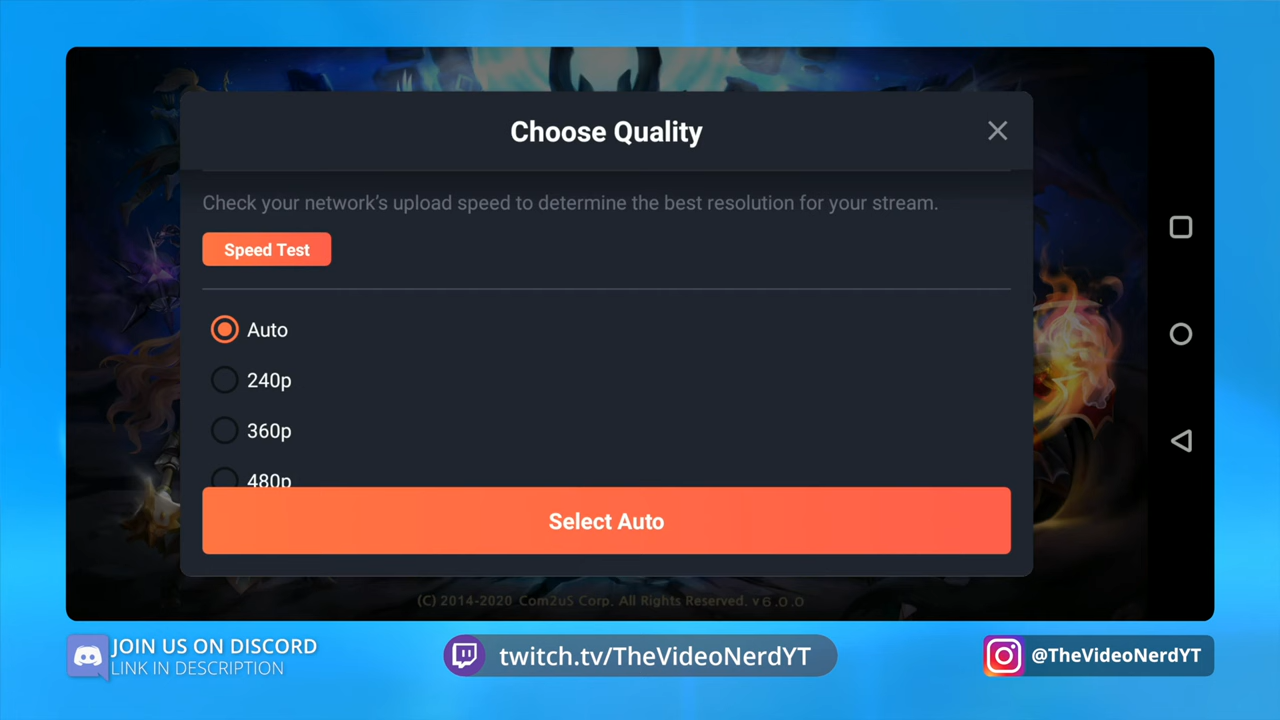 Choose Quality
Check your network's upload speed to determine the best resolution for your stream.
Speed Test
Auto
240p
360p
480p
Select Auto
(C) 2014-2020 Com2uS Corp. All Rights Reserved. v6.0.0
JOIN US ON DISCORD
LINK IN DESCRIPTION
twitch.tv/TheVideoNerdYT
@TheVideoNerdYT